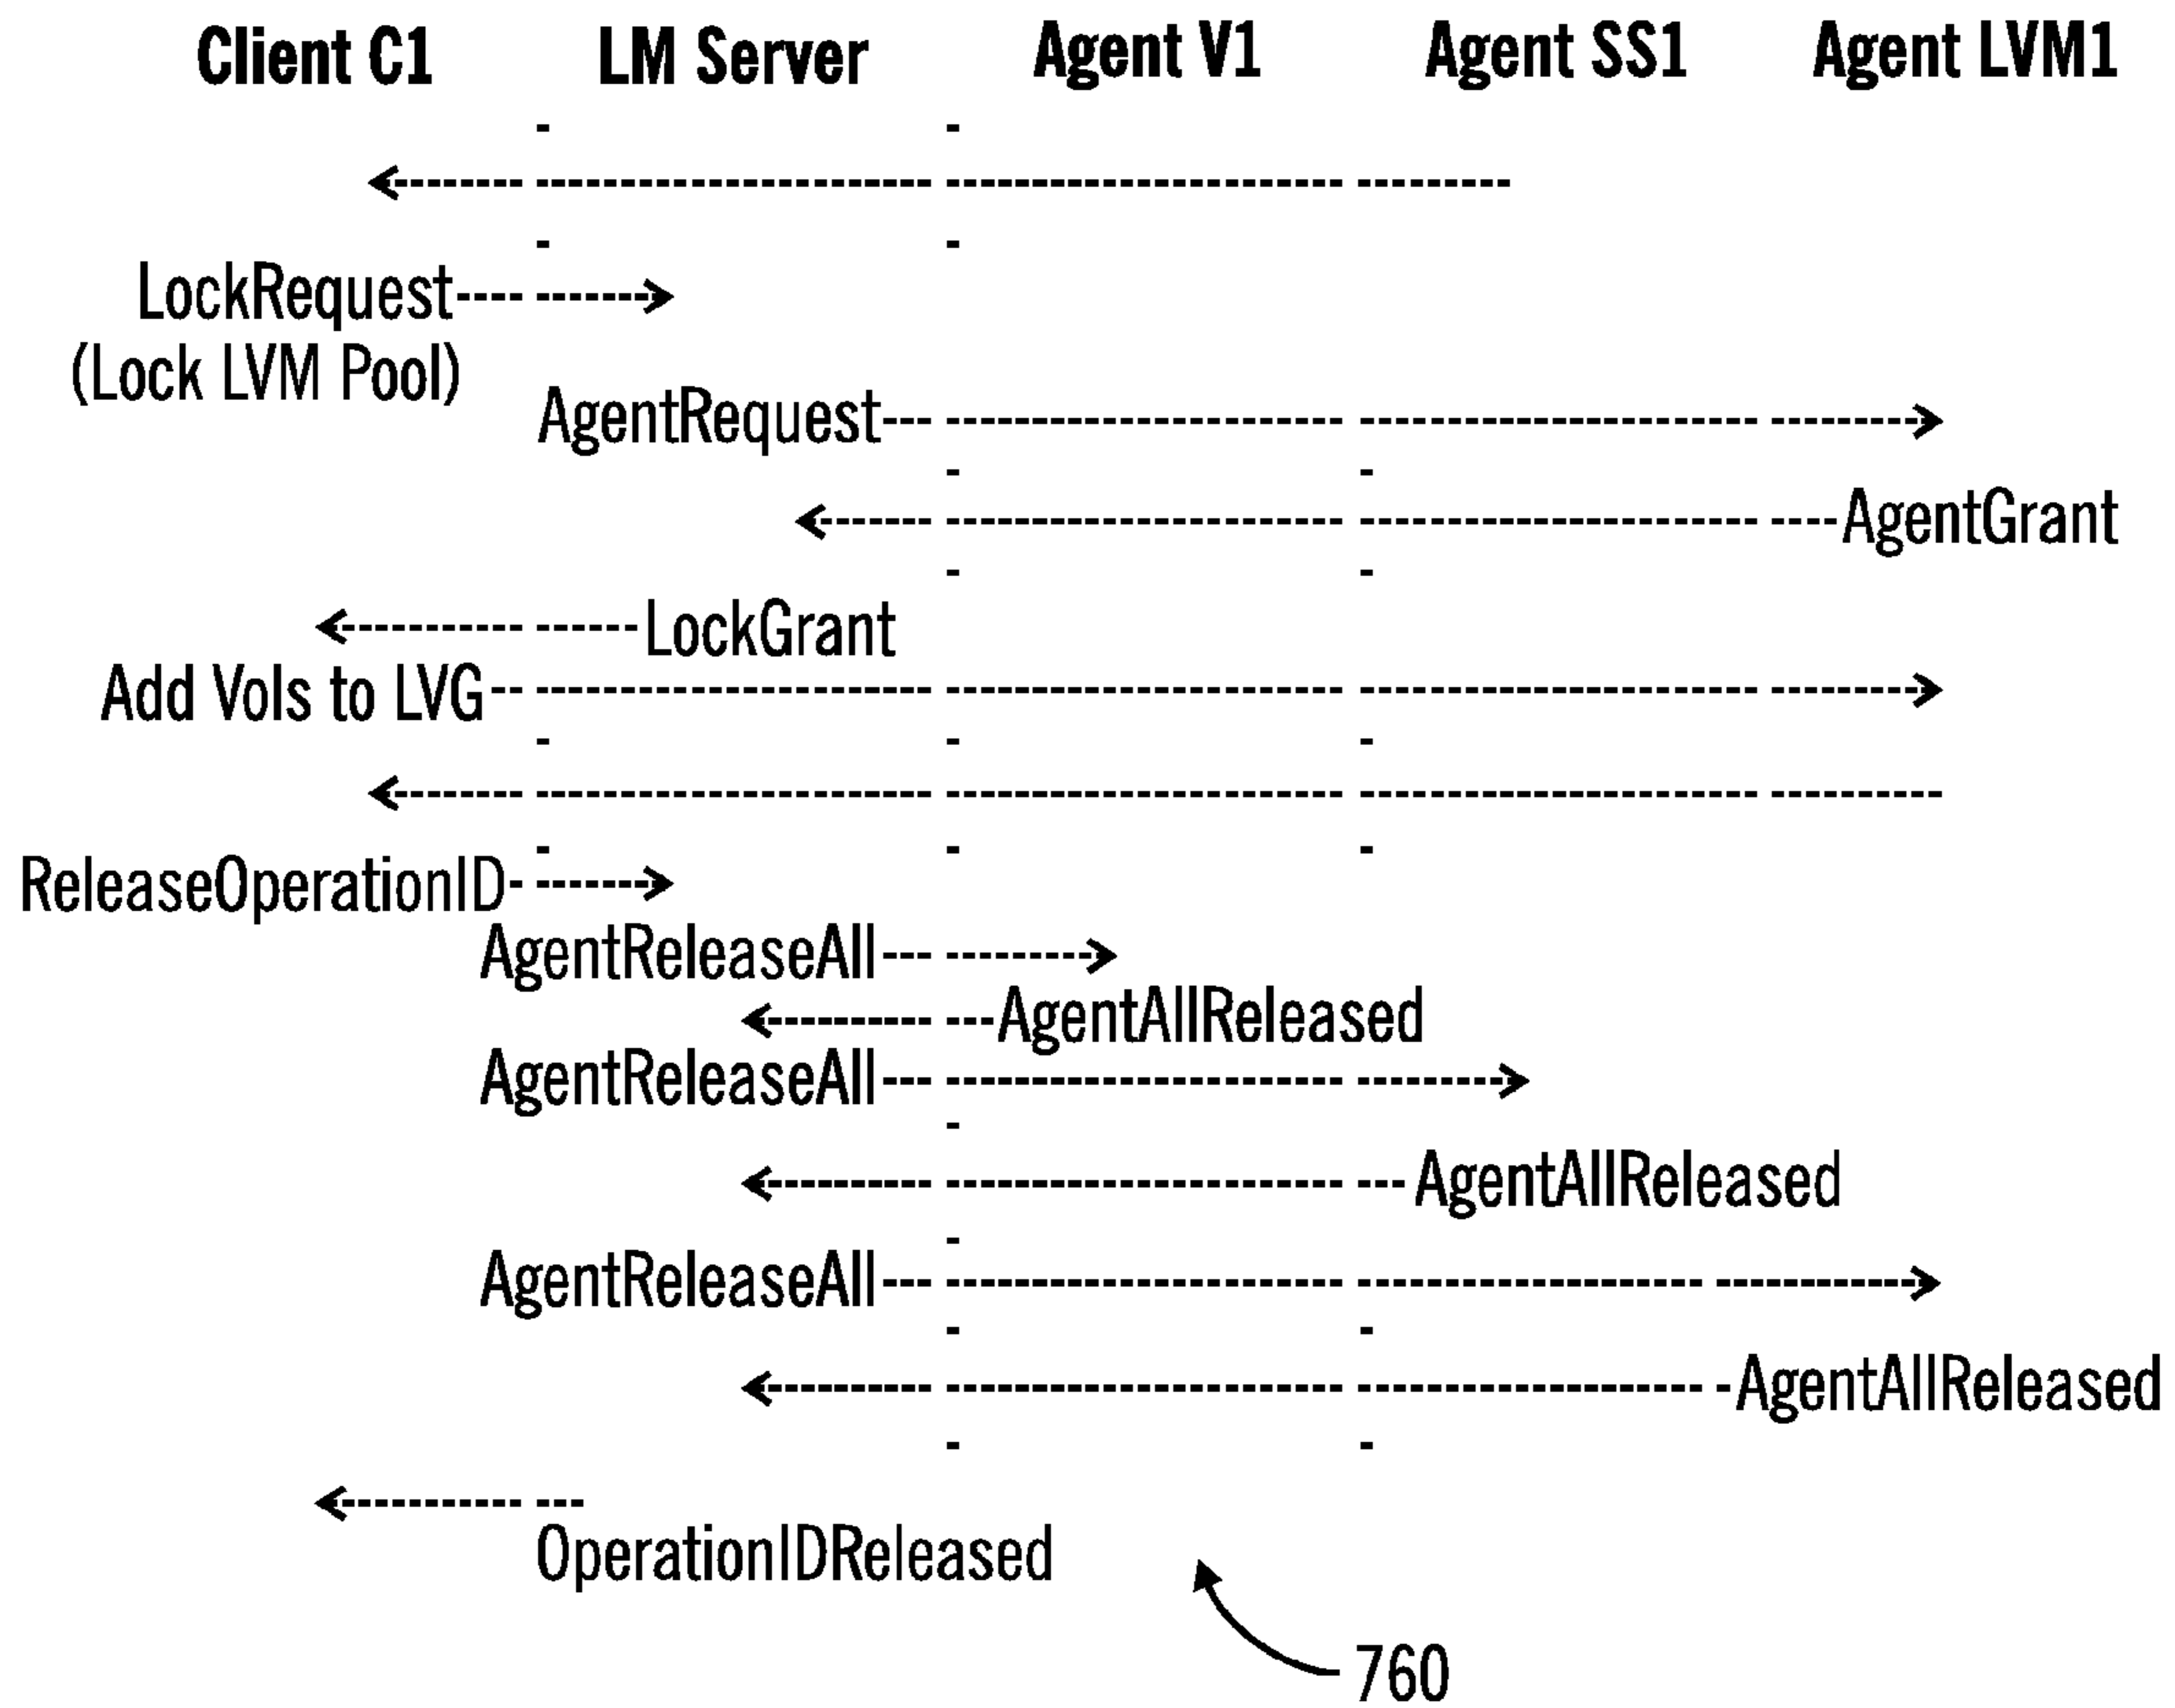 Client C1 LM Server Agent V1 Agent SS1 Agent LVM1
LockRequest
(Lock LVM Pool)
AgentRequest
AgentGrant
LockGrant
Add Vols to LVG
ReleaseOperationID
AgentReleaseAll
AgentAllReleased
AgentReleaseAll
AgentAllReleased
AgentReleaseAll
AgentAllReleased
OperationIDReleased
760